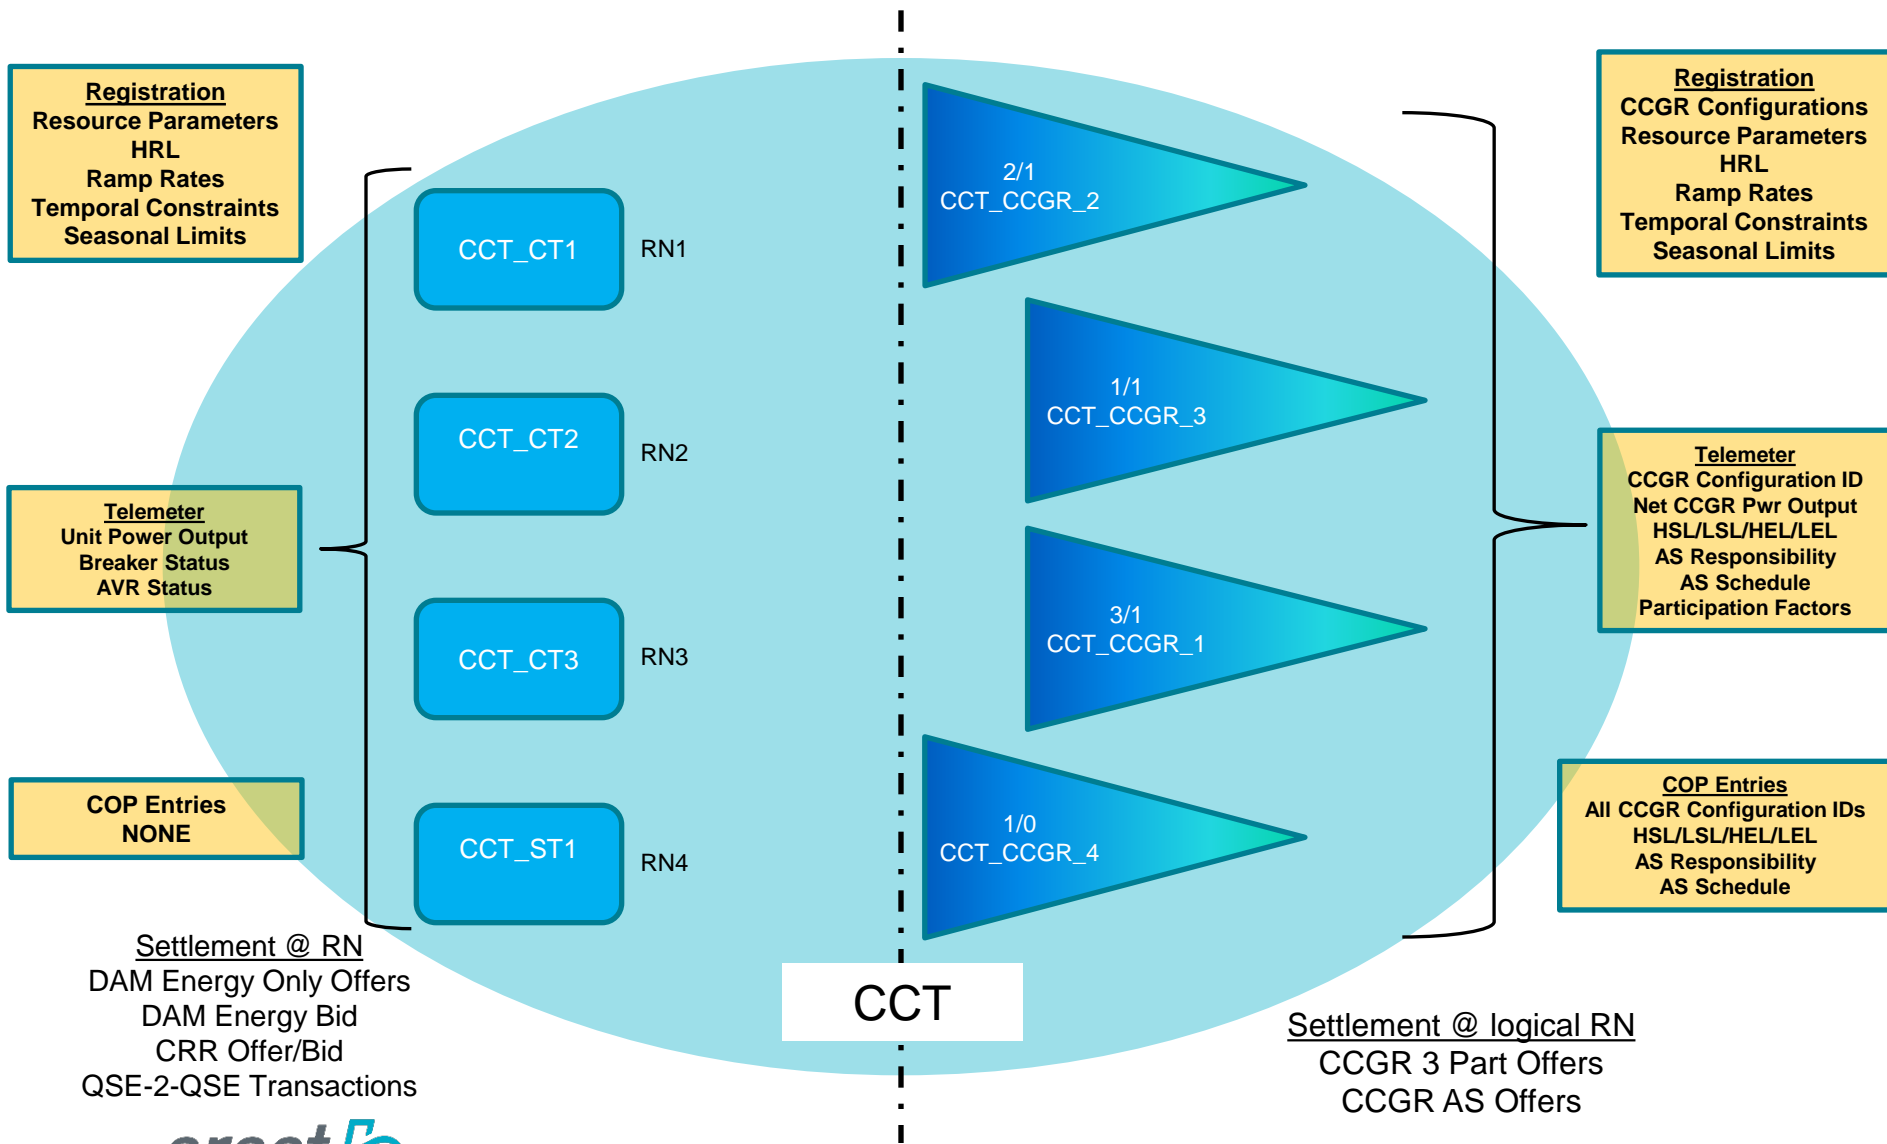 Registration
Resource Parameters
HRL
Ramp Rates
Temporal Constraints
Seasonal Limits
Telemeter
Unit Power Output
Breaker Status
AVR Status
COP Entries
NONE
CCT_CT1
RN1
CCT_CT2
RN2
CCT_CT3
RN3
CCT_ST1
RN4
Settlement @ RN
DAM Energy Only Offers
DAM Energy Bid
CRR Offer/Bid
QSE-2-QSE Transactions
2/1
CCT_CCGR_2
1/1
CCT_CCGR_3
3/1
CCT_CCGR_1
1/0
CCT_CCGR_4
CCT
Registration
CCGR Configurations
Resource Parameters
HRL
Ramp Rates
Temporal Constraints
Seasonal Limits
Telemeter
CCGR Configuration ID
Net CCGR Pwr Output
HSL/LSL/HEL/LEL
AS Responsibility
AS Schedule
Participation Factors
COP Entries
All CCGR Configuration IDs
HSL/LSL/HEL/LEL
AS Responsibility
AS Schedule
Settlement @ logical RN
CCGR 3 Part Offers
CCGR AS Offers
ercot